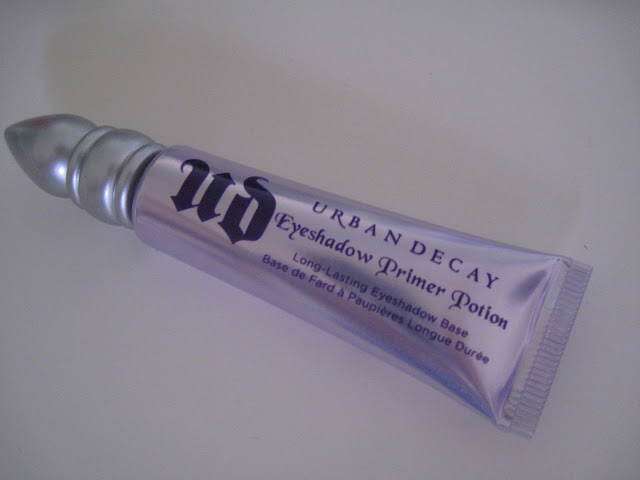 UD
URBAN DECAY
Eyeshadow Primer Potion
Long-Lasting Eyeshadow Base
Base de Fard à Paupières Longue Durée